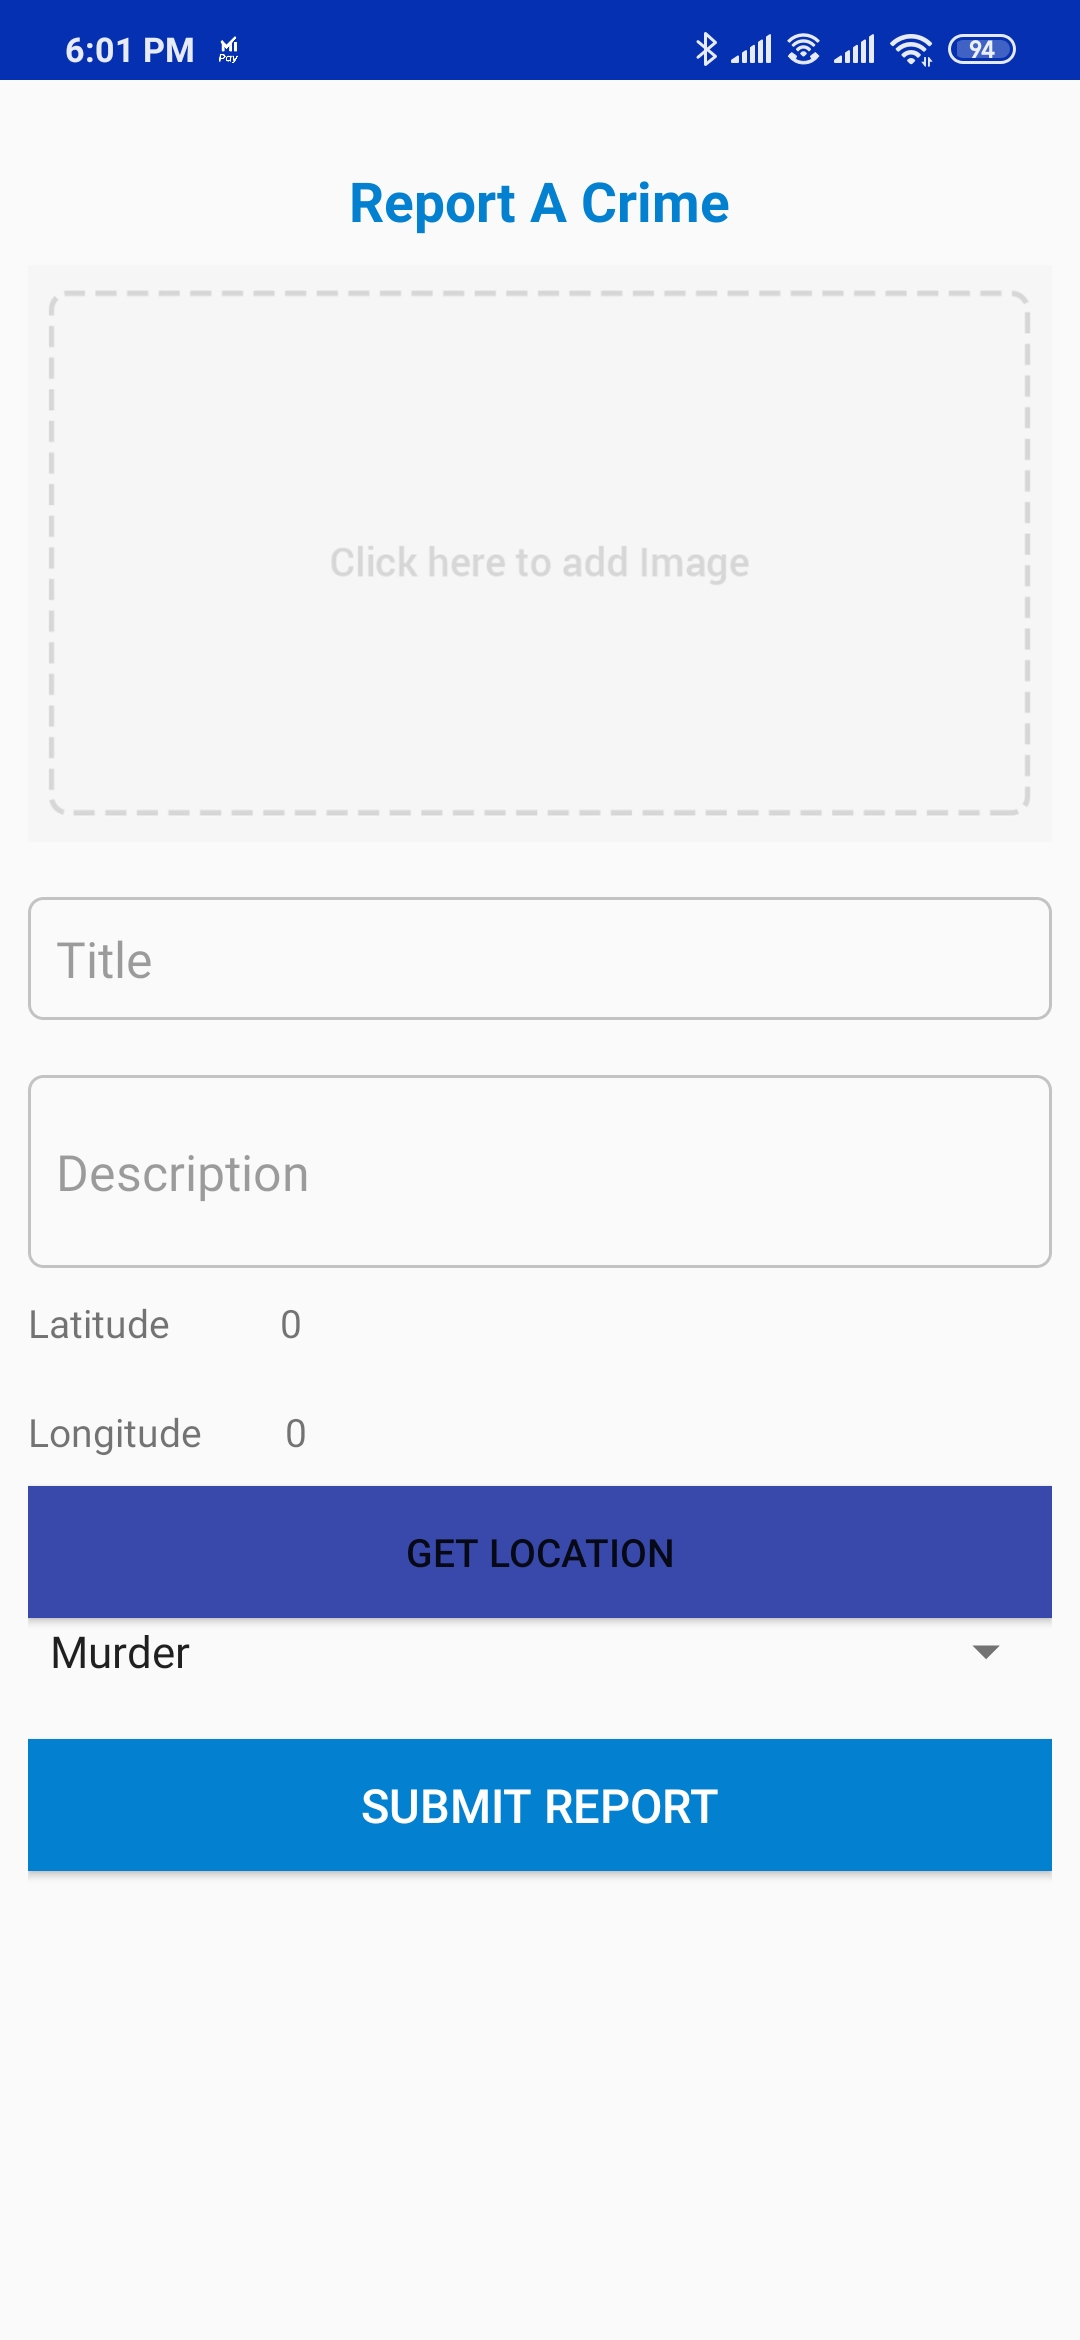 6:01 PM Mi Pay 94
Report A Crime
Click here to add Image
Title
Description
Latitude 0
Longitude 0
GET LOCATION
Murder
SUBMIT REPORT